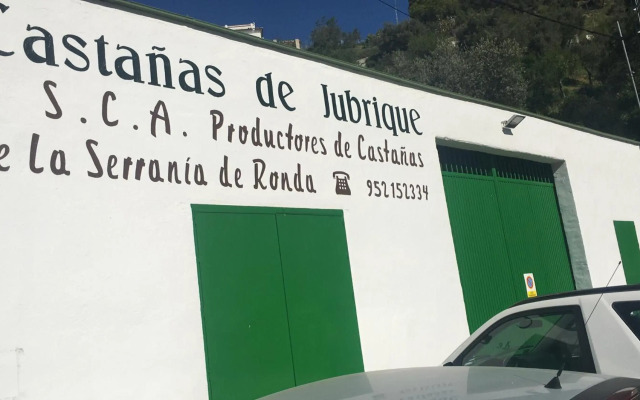 Castañas de Jubrique
S.C.A. Productores de Castañas
e la Serranía de Ronda ☎ 952152334